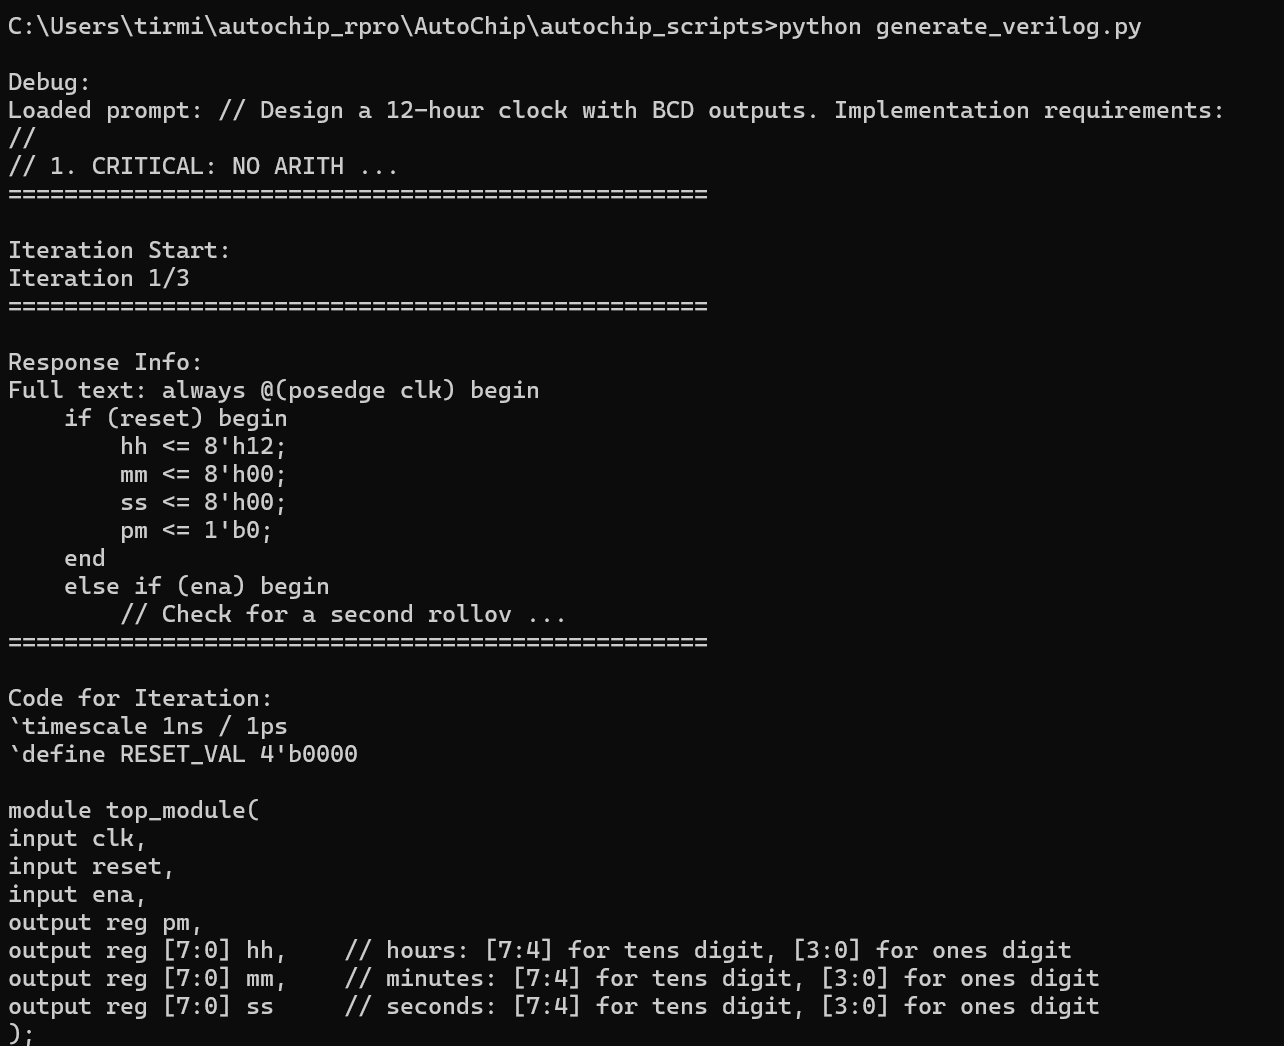 C:\Users\tirmi\autochip_rpro\AutoChip\autochip_scripts>python generate_verilog.py
Debug:
Loaded prompt: // Design a 12-hour clock with BCD outputs. Implementation requirements:
//
// 1. CRITICAL: NO ARITH ...
==================================================
Iteration Start:
Iteration 1/3
==================================================
Response Info:
Full text: always @(posedge clk) begin
    if (reset) begin
        hh <= 8'h12;
        mm <= 8'h00;
        ss <= 8'h00;
        pm <= 1'b0;
    end
    else if (ena) begin
        // Check for a second rollov ...
==================================================
Code for Iteration:
`timescale 1ns / 1ps
`define RESET_VAL 4'b0000
module top_module(
input clk,
input reset,
input ena,
output reg pm,
output reg [7:0] hh,    // hours: [7:4] for tens digit, [3:0] for ones digit
output reg [7:0] mm,    // minutes: [7:4] for tens digit, [3:0] for ones digit
output reg [7:0] ss     // seconds: [7:4] for tens digit, [3:0] for ones digit
);